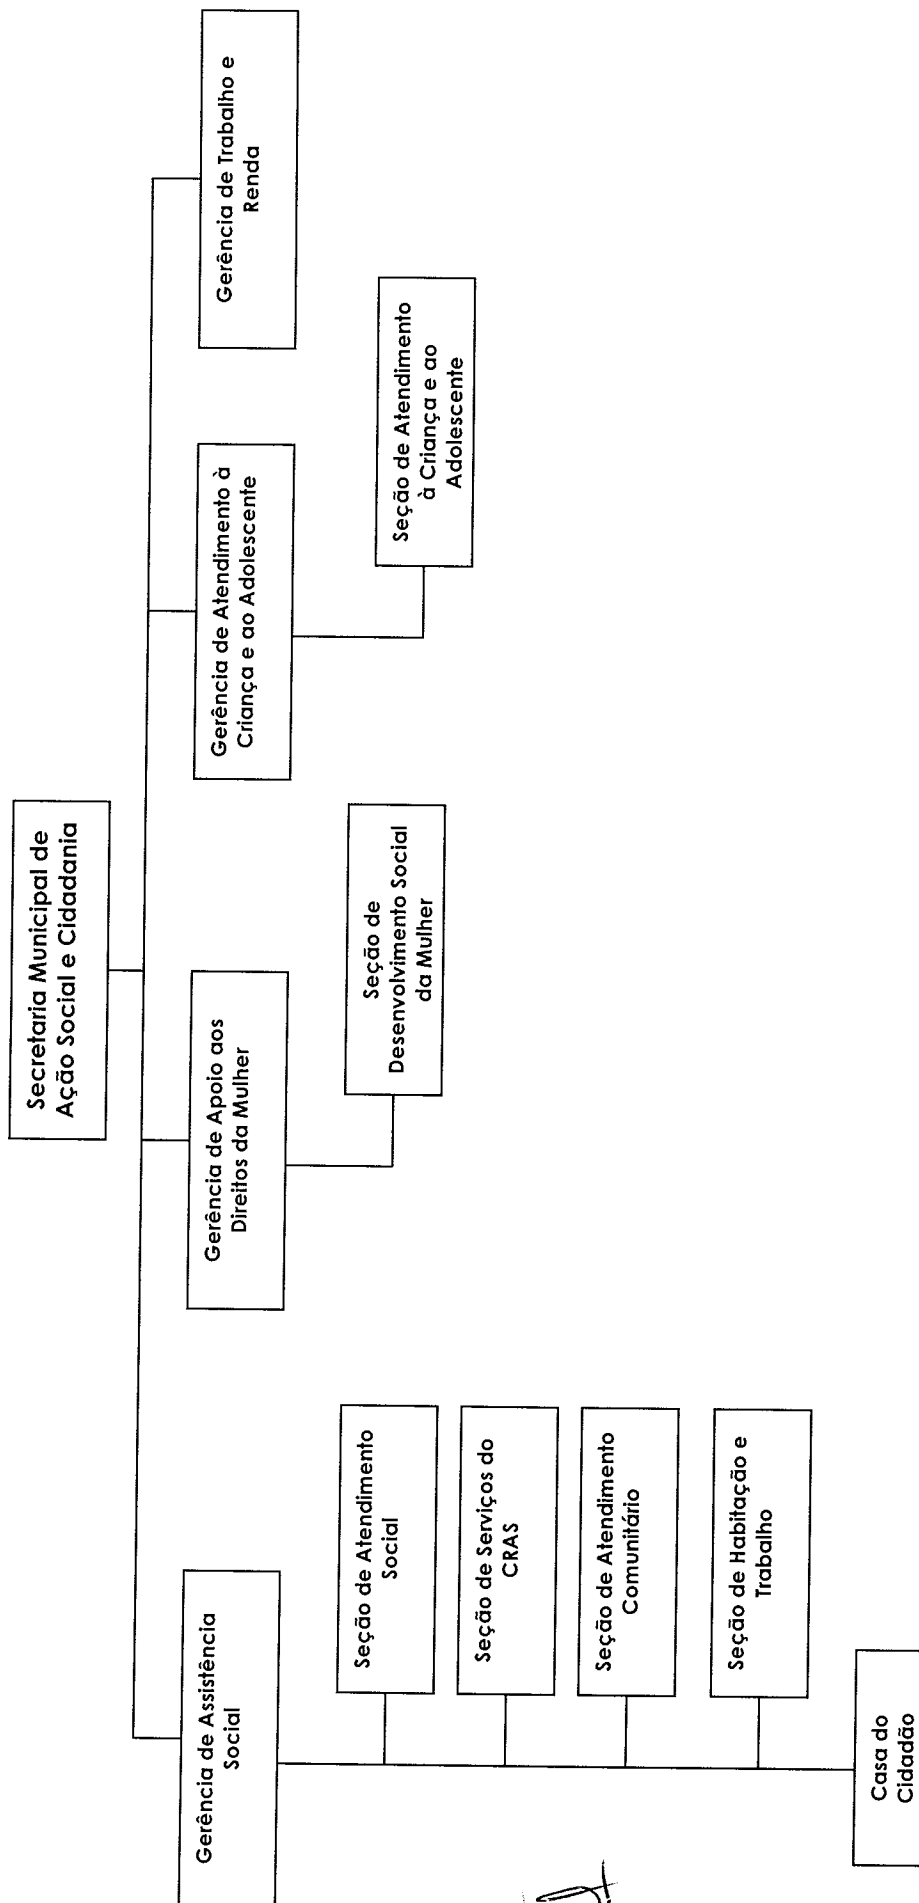 Secretaria Municipal de
Ação Social e Cidadania
Gerência de Assistência
Social
Gerência de Apoio aos
Direitos da Mulher
Gerência de Atendimento à
Criança e ao Adolescente
Gerência de Trabalho e
Renda
Seção de Atendimento
Social
Seção de Serviços do
CRAS
Seção de Atendimento
Comunitário
Seção de Habitação e
Trabalho
Casa do
Cidadão
Seção de
Desenvolvimento Social
da Mulher
Seção de Atendimento
à Criança e ao
Adolescente